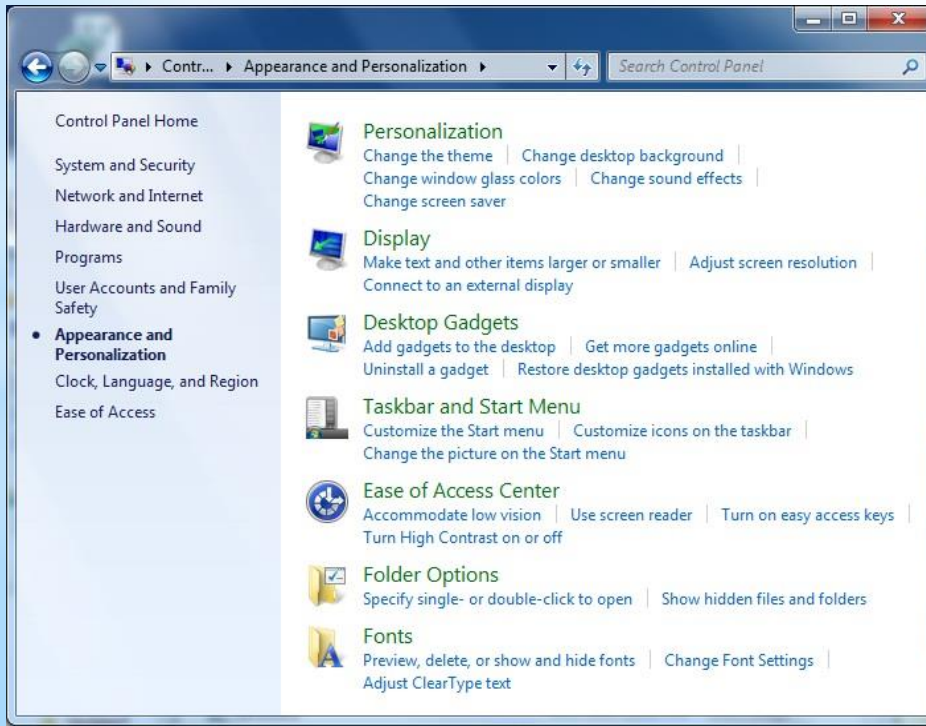 Contr... Appearance and Personalization Search Control Panel
Control Panel Home
System and Security
Network and Internet
Hardware and Sound
Programs
User Accounts and Family
Safety
Appearance and
Personalization
Clock, Language, and Region
Ease of Access
Personalization
Change the theme Change desktop background
Change window glass colors Change sound effects
Change screen saver
Display
Make text and other items larger or smaller Adjust screen resolution
Connect to an external display
Desktop Gadgets
Add gadgets to the desktop Get more gadgets online
Uninstall a gadget Restore desktop gadgets installed with Windows
Taskbar and Start Menu
Customize the Start menu Customize icons on the taskbar
Change the picture on the Start menu
Ease of Access Center
Accommodate low vision Use screen reader Turn on easy access keys
Turn High Contrast on or off
Folder Options
Specify single- or double-click to open Show hidden files and folders
Fonts
Preview, delete, or show and hide fonts Change Font Settings
Adjust ClearType text